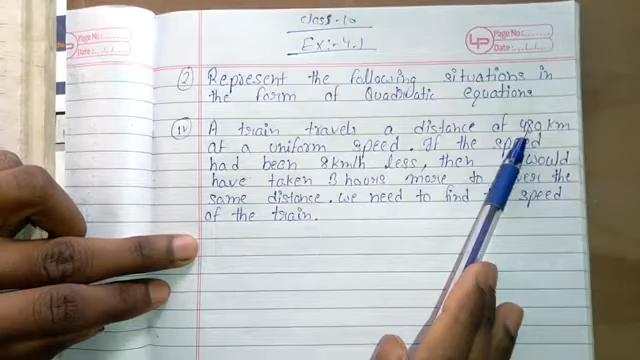 Class-10
Ex:-4.1
Page No.:
Date:
LP Page No.:
Date:
② Represent the following situations in
the form of Quadratic equations
(iv) A train travels a distance of 480 km
at a uniform speed. If the speed
had been 8km/h less, then would
have taken 3 hours more to the
same distance. we need to find speed
of the train.